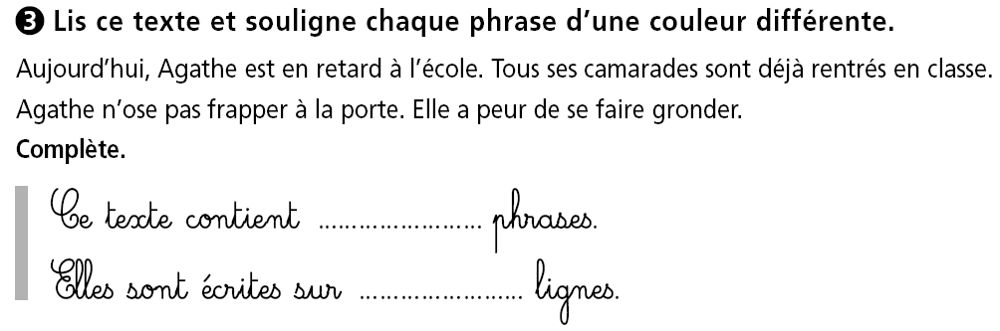 ❸ Lis ce texte et souligne chaque phrase d'une couleur différente.
Aujourd'hui, Agathe est en retard à l'école. Tous ses camarades sont déjà rentrés en classe.
Agathe n'ose pas frapper à la porte. Elle a peur de se faire gronder.
Complète.
Ce texte contient ........................ phrases.
Elles sont écrites sur ........................ lignes.